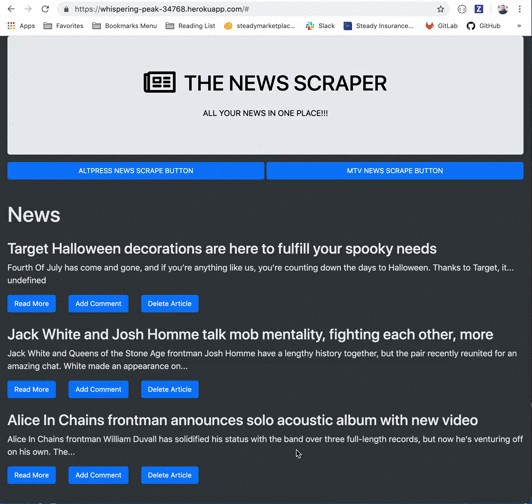 https://whispering-peak-34768.herokuapp.com/#
Apps Favorites Bookmarks Menu Reading List steadymarketplac... Slack Steady Insurance... GitLab GitHub
THE NEWS SCRAPER
ALL YOUR NEWS IN ONE PLACE!!!
ALTPRESS NEWS SCRAPE BUTTON MTV NEWS SCRAPE BUTTON
News
Target Halloween decorations are here to fulfill your spooky needs
Fourth Of July has come and gone, and if you're anything like us, you're counting down the days to Halloween. Thanks to Target, it...
undefined
Read More Add Comment Delete Article
Jack White and Josh Homme talk mob mentality, fighting each other, more
Jack White and Queens of the Stone Age frontman Josh Homme have a lengthy history together, but the pair recently reunited for an
amazing chat. White made an appearance on...
Read More Add Comment Delete Article
Alice In Chains frontman announces solo acoustic album with new video
Alice In Chains frontman William Duvall has solidified his status with the band over three full-length records, but now he's venturing off
on his own. The...
Read More Add Comment Delete Article